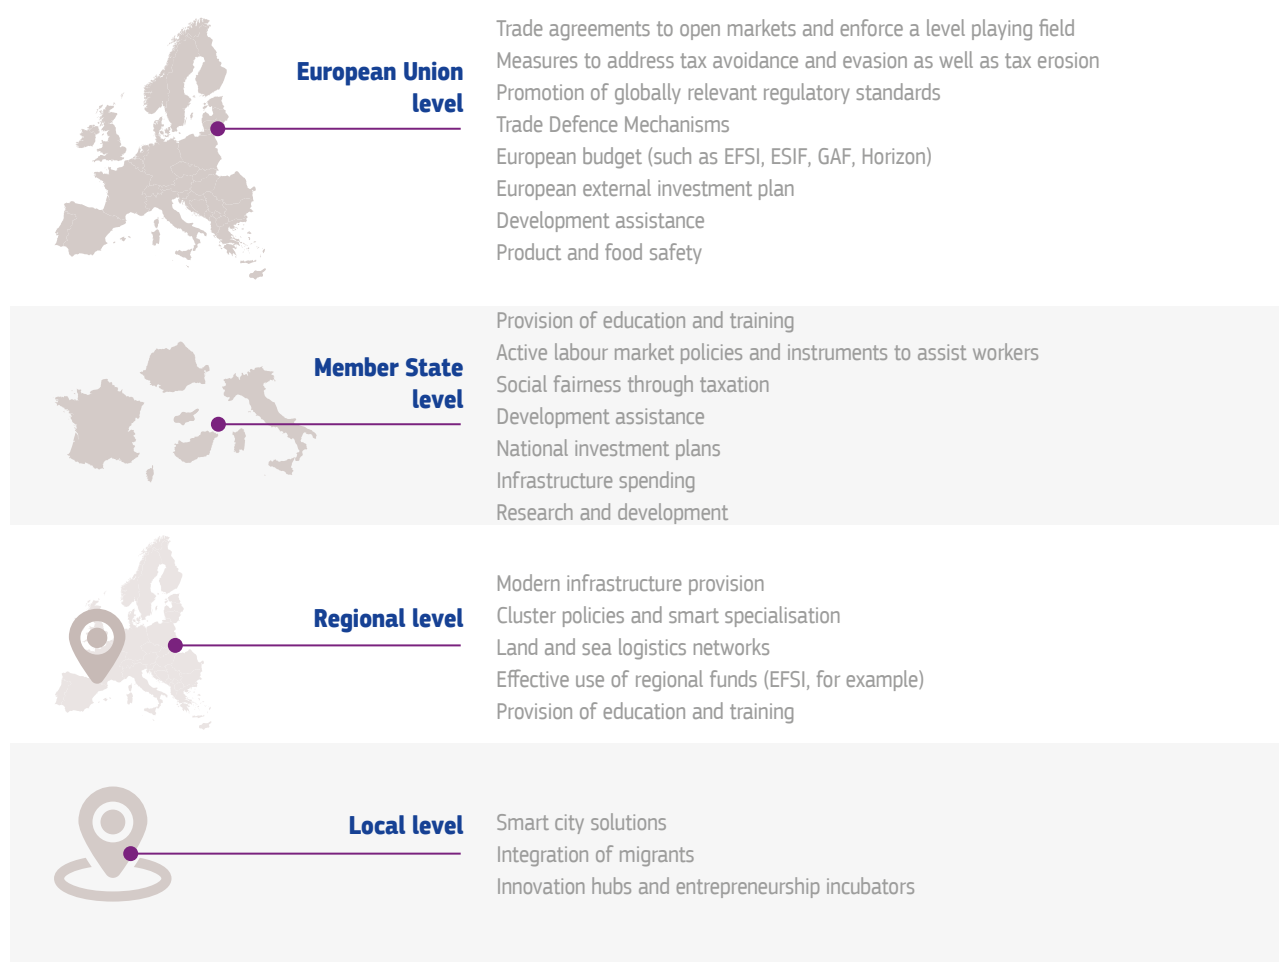 European Union
level
Trade agreements to open markets and enforce a level playing field
Measures to address tax avoidance and evasion as well as tax erosion
Promotion of globally relevant regulatory standards
Trade Defence Mechanisms
European budget (such as EFSI, ESIF, GAF, Horizon)
European external investment plan
Development assistance
Product and food safety
Member State
level
Provision of education and training
Active labour market policies and instruments to assist workers
Social fairness through taxation
Development assistance
National investment plans
Infrastructure spending
Research and development
Regional level
Modern infrastructure provision
Cluster policies and smart specialisation
Land and sea logistics networks
Effective use of regional funds (EFSI, for example)
Provision of education and training
Local level
Smart city solutions
Integration of migrants
Innovation hubs and entrepreneurship incubators